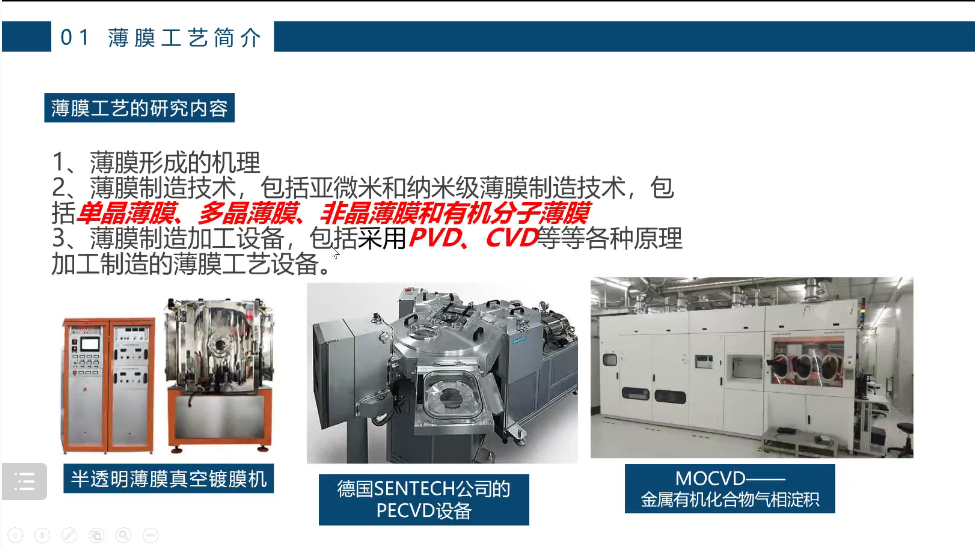 01 薄膜工艺简介
薄膜工艺的研究内容
1、薄膜形成的机理
2、薄膜制造技术，包括亚微米和纳米级薄膜制造技术，包
括单晶薄膜、多晶薄膜、非晶薄膜和有机分子薄膜
3、薄膜制造加工设备，包括采用PVD、CVD等等各种原理
加工制造的薄膜工艺设备。
半透明薄膜真空镀膜机
德国SENTECH公司的
PECVD设备
MOCVD——
金属有机化合物气相淀积